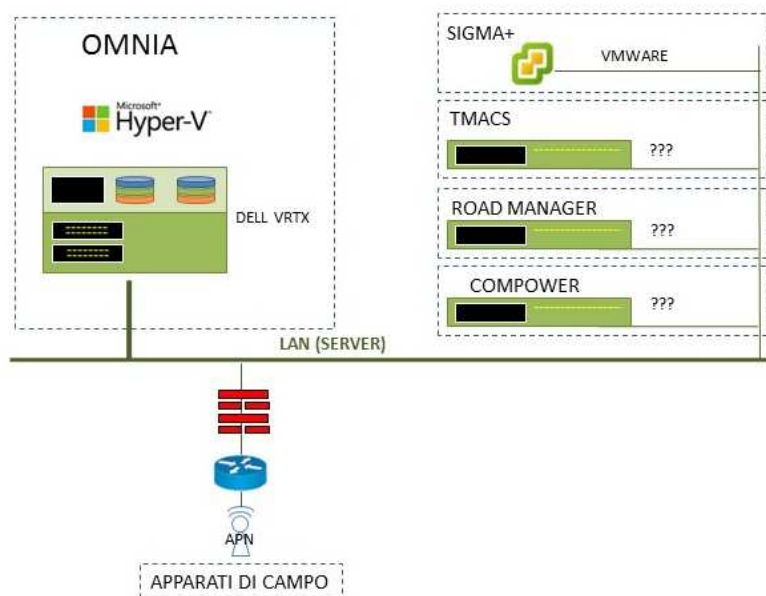 OMNIA
Microsoft®
Hyper-V
DELL VRTX
SIGMA+
VMWARE
TMACS
???
ROAD MANAGER
???
COMPOWER
???
LAN (SERVER)
APN
APPARATI DI CAMPO